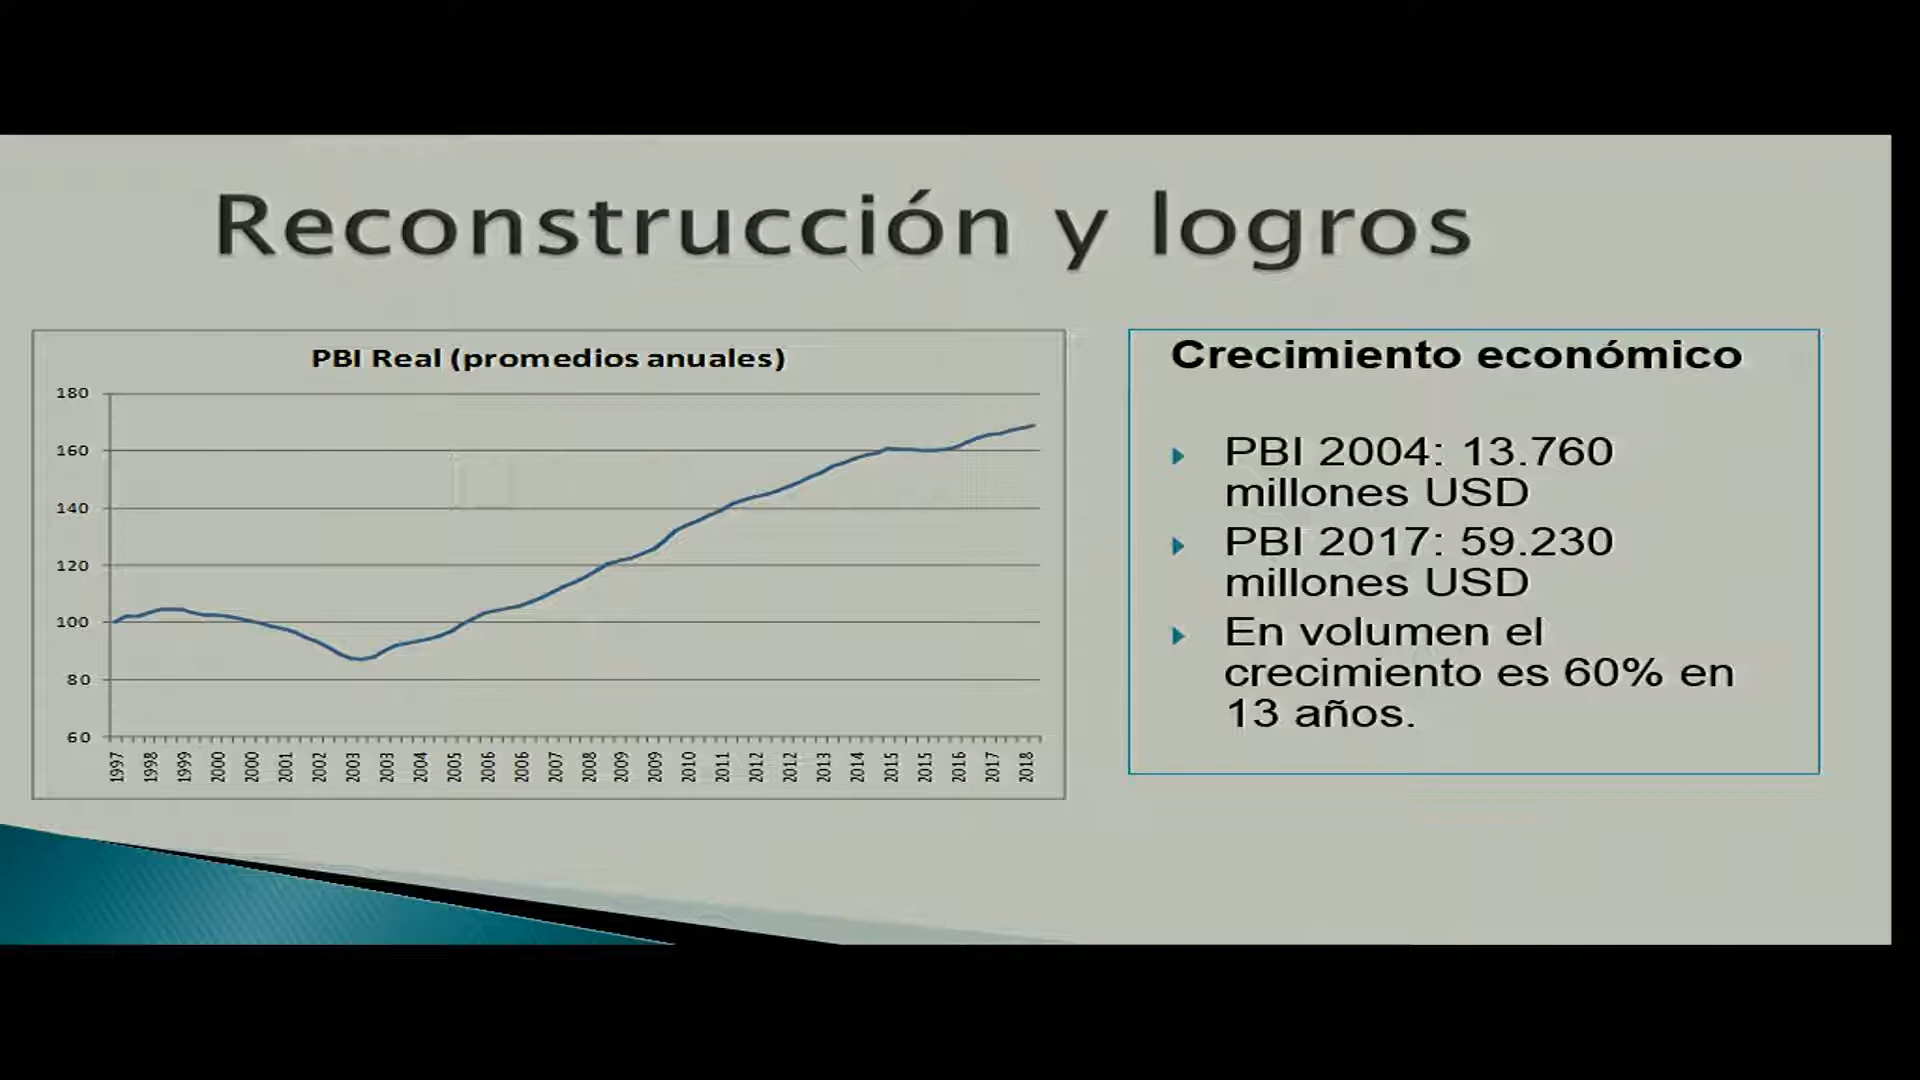 Reconstrucción y logros
PBI Real (promedios anuales)
180
160
140
120
100
80
60
1997 1998 1999 2000 2000 2001 2002 2003 2003 2004 2005 2006 2006 2007 2008 2009 2009 2010 2011 2012 2012 2013 2014 2015 2015 2016 2017 2018
Crecimiento económico
PBI 2004: 13.760
millones USD
PBI 2017: 59.230
millones USD
En volumen el
crecimiento es 60% en
13 años.